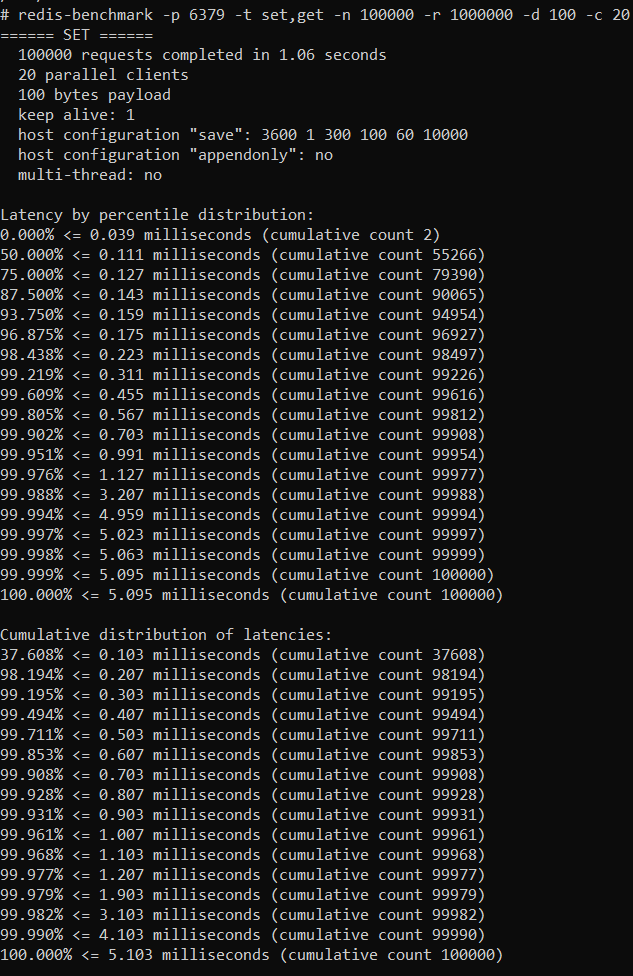 # redis-benchmark -p 6379 -t set,get -n 100000 -r 1000000 -d 100 -c 20
====== SET ======
  100000 requests completed in 1.06 seconds
  20 parallel clients
  100 bytes payload
  keep alive: 1
  host configuration "save": 3600 1 300 100 60 10000
  host configuration "appendonly": no
  multi-thread: no

Latency by percentile distribution:
0.000% <= 0.039 milliseconds (cumulative count 2)
50.000% <= 0.111 milliseconds (cumulative count 55266)
75.000% <= 0.127 milliseconds (cumulative count 79390)
87.500% <= 0.143 milliseconds (cumulative count 90065)
93.750% <= 0.159 milliseconds (cumulative count 94954)
96.875% <= 0.175 milliseconds (cumulative count 96927)
98.438% <= 0.223 milliseconds (cumulative count 98497)
99.219% <= 0.311 milliseconds (cumulative count 99226)
99.609% <= 0.455 milliseconds (cumulative count 99616)
99.805% <= 0.567 milliseconds (cumulative count 99812)
99.902% <= 0.703 milliseconds (cumulative count 99908)
99.951% <= 0.991 milliseconds (cumulative count 99954)
99.976% <= 1.127 milliseconds (cumulative count 99977)
99.988% <= 3.207 milliseconds (cumulative count 99988)
99.994% <= 4.959 milliseconds (cumulative count 99994)
99.997% <= 5.023 milliseconds (cumulative count 99997)
99.998% <= 5.063 milliseconds (cumulative count 99999)
99.999% <= 5.095 milliseconds (cumulative count 100000)
100.000% <= 5.095 milliseconds (cumulative count 100000)

Cumulative distribution of latencies:
37.608% <= 0.103 milliseconds (cumulative count 37608)
98.194% <= 0.207 milliseconds (cumulative count 98194)
99.195% <= 0.303 milliseconds (cumulative count 99195)
99.494% <= 0.407 milliseconds (cumulative count 99494)
99.711% <= 0.503 milliseconds (cumulative count 99711)
99.853% <= 0.607 milliseconds (cumulative count 99853)
99.908% <= 0.703 milliseconds (cumulative count 99908)
99.928% <= 0.807 milliseconds (cumulative count 99928)
99.931% <= 0.903 milliseconds (cumulative count 99931)
99.961% <= 1.007 milliseconds (cumulative count 99961)
99.968% <= 1.103 milliseconds (cumulative count 99968)
99.977% <= 1.207 milliseconds (cumulative count 99977)
99.979% <= 1.903 milliseconds (cumulative count 99979)
99.982% <= 3.103 milliseconds (cumulative count 99982)
99.990% <= 4.103 milliseconds (cumulative count 99990)
100.000% <= 5.103 milliseconds (cumulative count 100000)